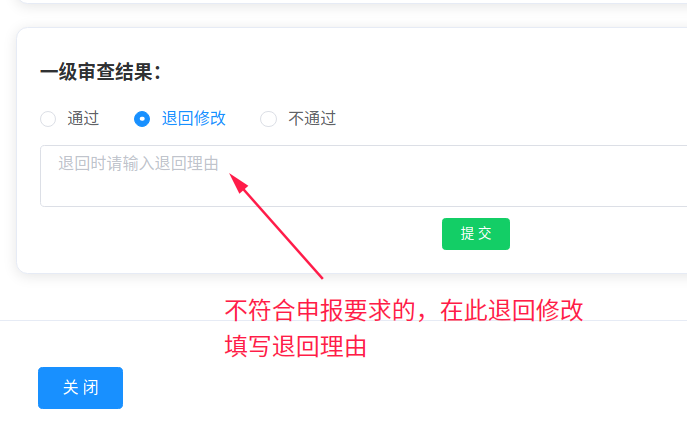 一级审查结果：
通过 退回修改 不通过
退回时请输入退回理由
提交
不符合申报要求的，在此退回修改
填写退回理由
关闭